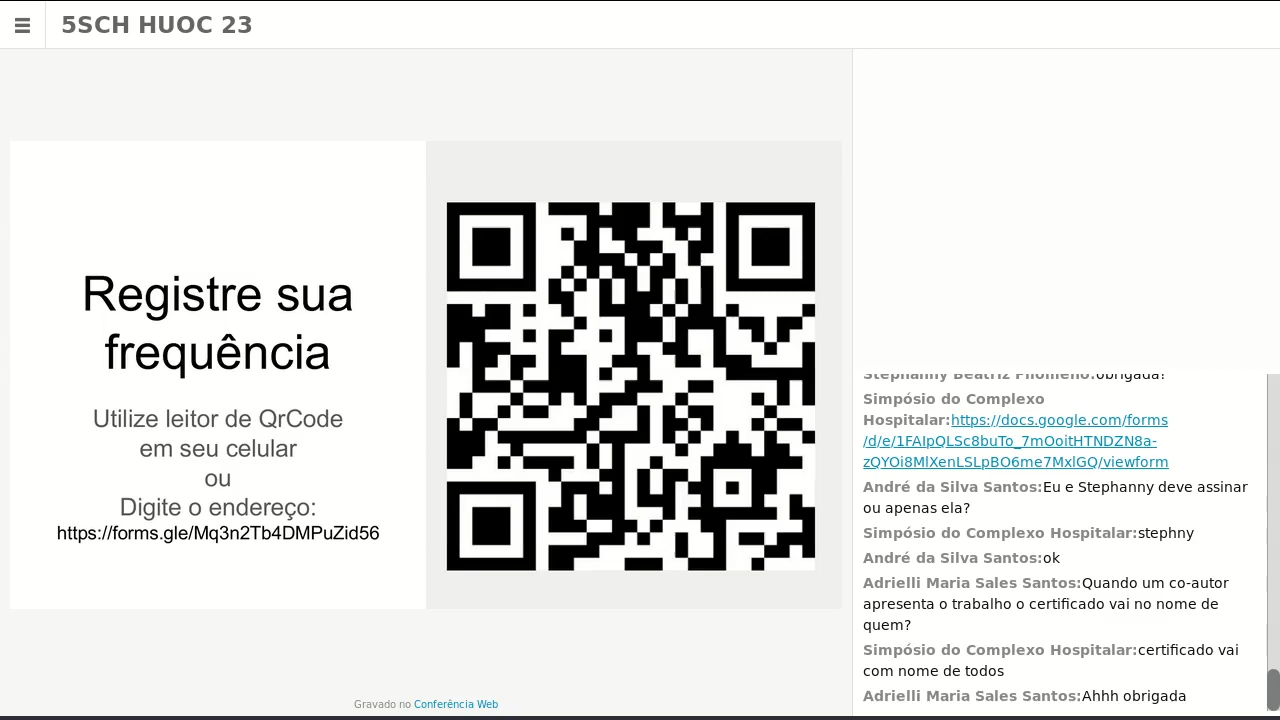 5SCH HUOC 23
Registre sua
frequência
Utilize leitor de QrCode
em seu celular
ou
Digite o endereço:
https://forms.gle/Mq3n2Tb4DMPuZid56
Stephanny Beatriz Filomeno:obrigada!
Simpósio do Complexo
Hospitalar:https://docs.google.com/forms
/d/e/1FAIpQLSc8buTo_7mOoitHTNDZN8a-
zQYOi8MlXenLSLpBO6me7MxlGQ/viewform
André da Silva Santos:Eu e Stephanny deve assinar
ou apenas ela?
Simpósio do Complexo Hospitalar:stephny
André da Silva Santos:ok
Adrielli Maria Sales Santos:Quando um co-autor
apresenta o trabalho o certificado vai no nome de
quem?
Simpósio do Complexo Hospitalar:certificado vai
com nome de todos
Adrielli Maria Sales Santos:Ahhh obrigada
Gravado no Conferência Web